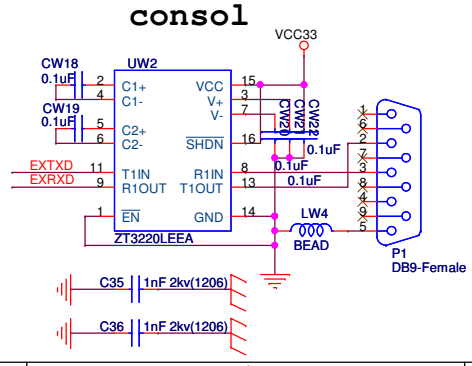 consol
VCC33
CW18
0.1uF
2
4
CW19
0.1uF
5
6
UW2
C1+
C1-
C2+
C2-
VCC
V+
V-
SHDN
15
3
7
16
CW20
CW21
CW22
0.1uF
0.1uF
0.1uF
EXTXD
EXRXD
11
9
T1IN
R1OUT
R1IN
T1OUT
8
13
1
EN
GND
14
ZT3220LEEA
LW4
BEAD
1
6
2
7
3
8
4
9
5
P1
DB9-Female
C35
1nF 2kv(1206)
C36
1nF 2kv(1206)